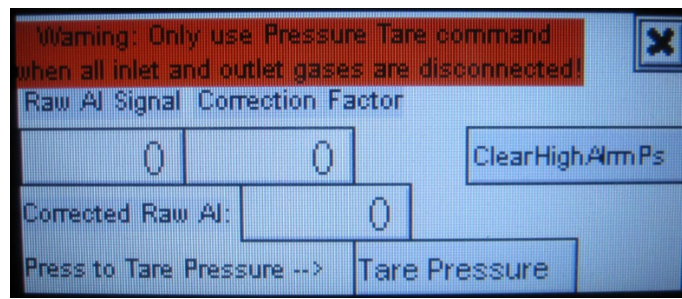 Warning: Only use Pressure Tare command
when all inlet and outlet gases are disconnected!
Raw AI Signal Correction Factor
0 0
ClearHighAlrmPs
Corrected Raw AI: 0
Press to Tare Pressure --> Tare Pressure